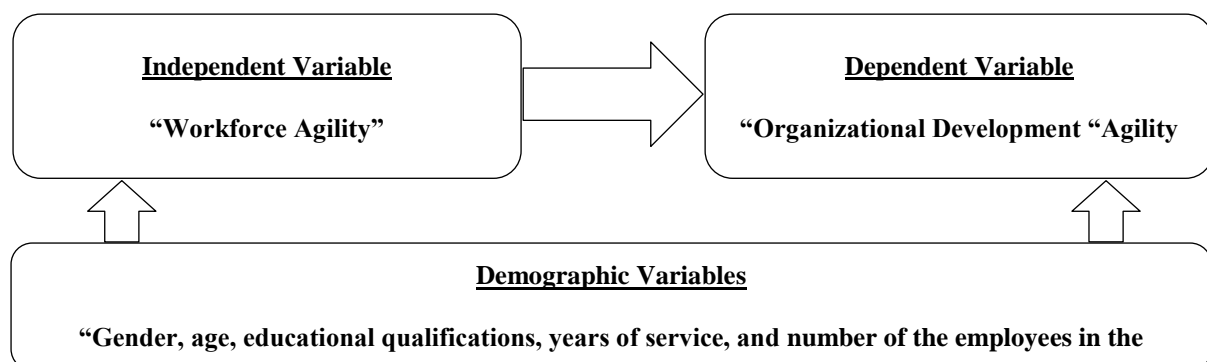 Independent Variable
“Workforce Agility”
Dependent Variable
“Organizational Development “Agility
Demographic Variables
“Gender, age, educational qualifications, years of service, and number of the employees in the